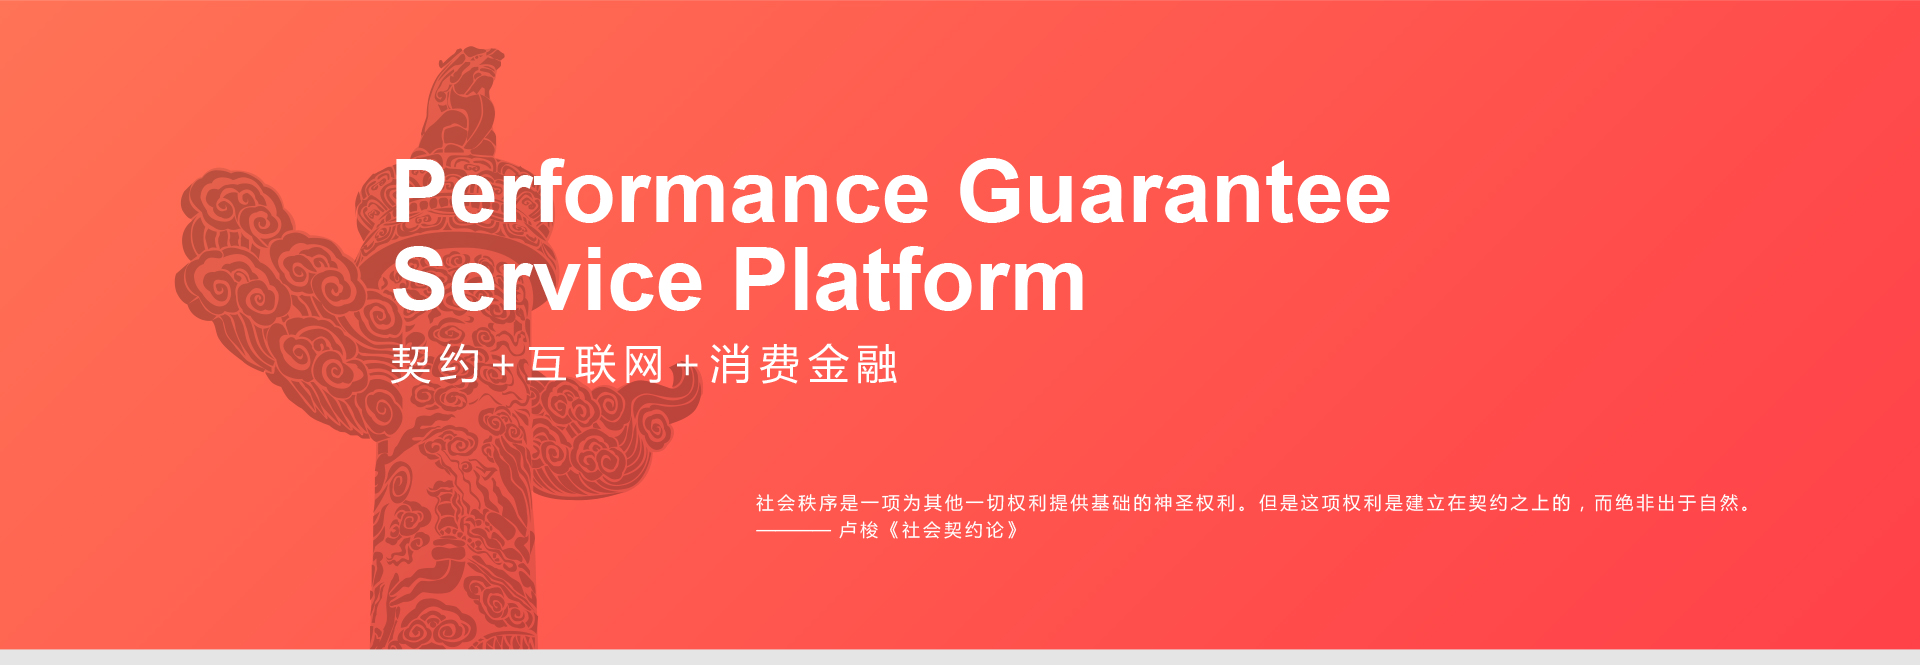 Performance Guarantee
Service Platform
契约+互联网+消费金融
社会秩序是一项为其他一切权利提供基础的神圣权利。但是这项权利是建立在契约之上的，而绝非出于自然。
———— 卢梭《社会契约论》